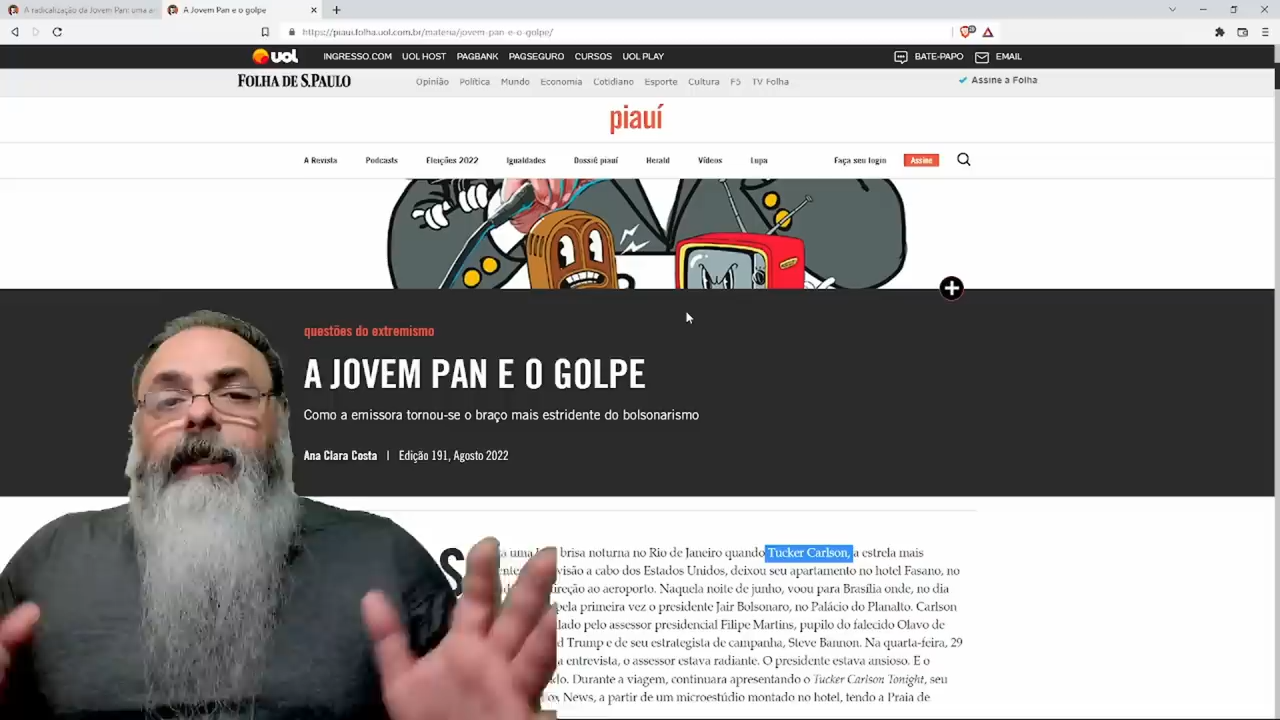 A radicalização da Jovem Pan: uma an
A Jovem Pan e o golpe
https://piaui.folha.uol.com.br/materia/jovem-pan-e-o-golpe/
UOL INGRESSO.COM UOL HOST PAGBANK PAGSEGURO CURSOS UOL PLAY BATE-PAPO EMAIL
FOLHA DE S.PAULO Opinião Política Mundo Economia Cotidiano Esporte Cultura F5 TV Folha Assine a Folha
piauí
A Revista Podcasts Eleições 2022 Igualdades Dossiê piauí Herald Vídeos Lupa Faça seu login Assine
questões do extremismo
A JOVEM PAN E O GOLPE
Como a emissora tornou-se o braço mais estridente do bolsonarismo
Ana Clara Costa | Edição 191, Agosto 2022
S
a uma brisa noturna no Rio de Janeiro quando Tucker Carlson, a estrela mais
visão a cabo dos Estados Unidos, deixou seu apartamento no hotel Fasano, no
ireção ao aeroporto. Naquela noite de junho, voou para Brasília onde, no dia
pela primeira vez o presidente Jair Bolsonaro, no Palácio do Planalto. Carlson
lado pelo assessor presidencial Filipe Martins, pupilo do falecido Olavo de
d Trump e de seu estrategista de campanha, Steve Bannon. Na quarta-feira, 29
a entrevista, o assessor estava radiante. O presidente estava ansioso. E o
do. Durante a viagem, continuara apresentando o Tucker Carlson Tonight, seu
ox News, a partir de um microestúdio montado no hotel, tendo a Praia de